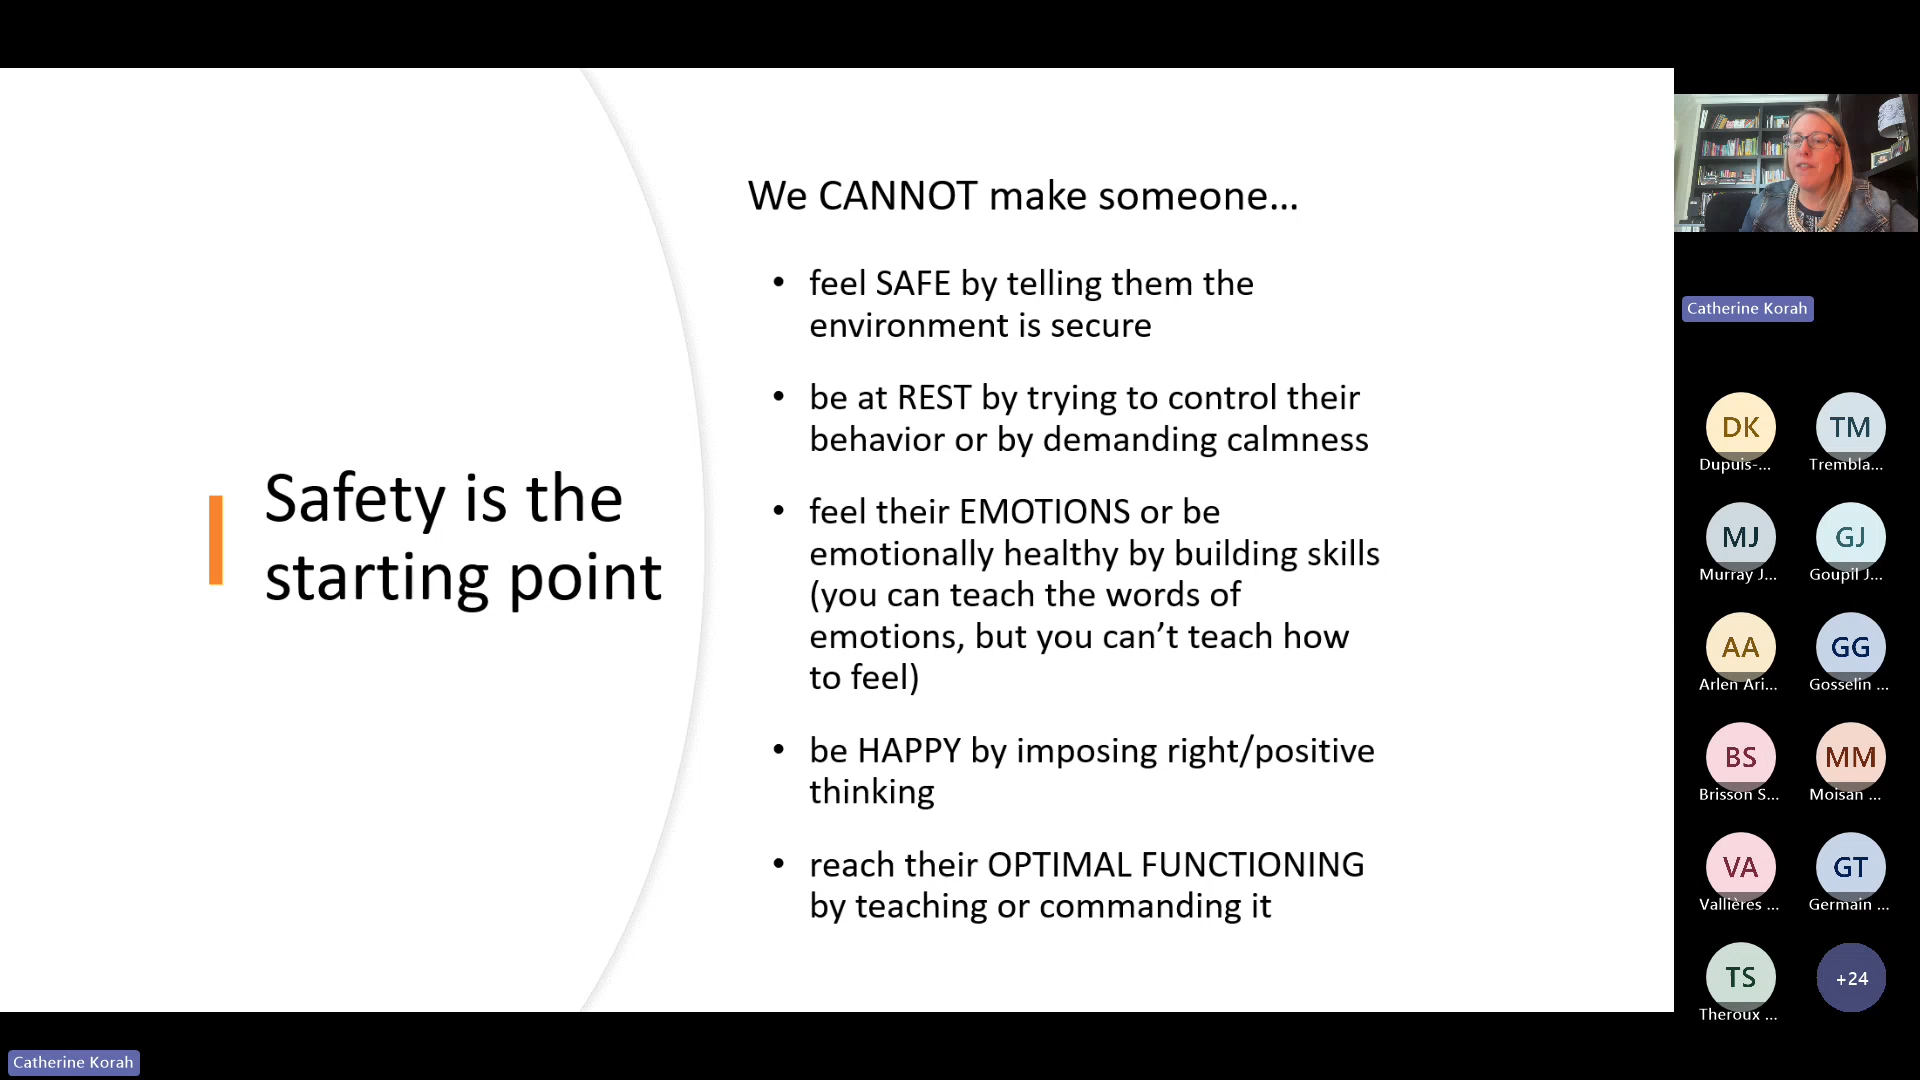 Safety is the
starting point
We CANNOT make someone...
• feel SAFE by telling them the
environment is secure
• be at REST by trying to control their
behavior or by demanding calmness
• feel their EMOTIONS or be
emotionally healthy by building skills
(you can teach the words of
emotions, but you can’t teach how
to feel)
• be HAPPY by imposing right/positive
thinking
• reach their OPTIMAL FUNCTIONING
by teaching or commanding it
Catherine Korah
DK
Dupuis-...
TM
Trembla...
MJ
Murray J...
GJ
Goupil J...
AA
Arlen Ari...
GG
Gosselin ...
BS
Brisson S...
MM
Moisan ...
VA
Vallières ...
GT
Germain ...
TS
Theroux ...
+24
Catherine Korah